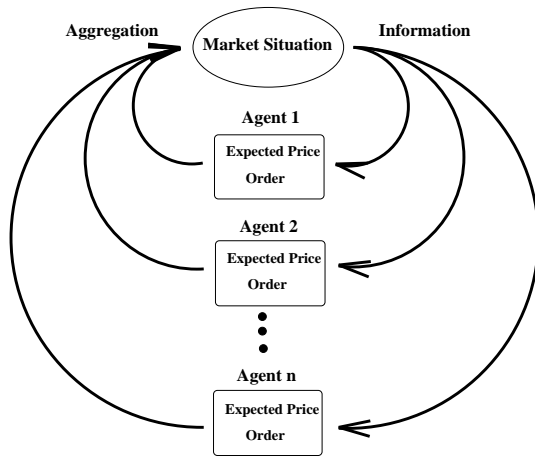 Aggregation
Market Situation
Information
Agent 1
Expected Price
Order
Agent 2
Expected Price
Order
Agent n
Expected Price
Order